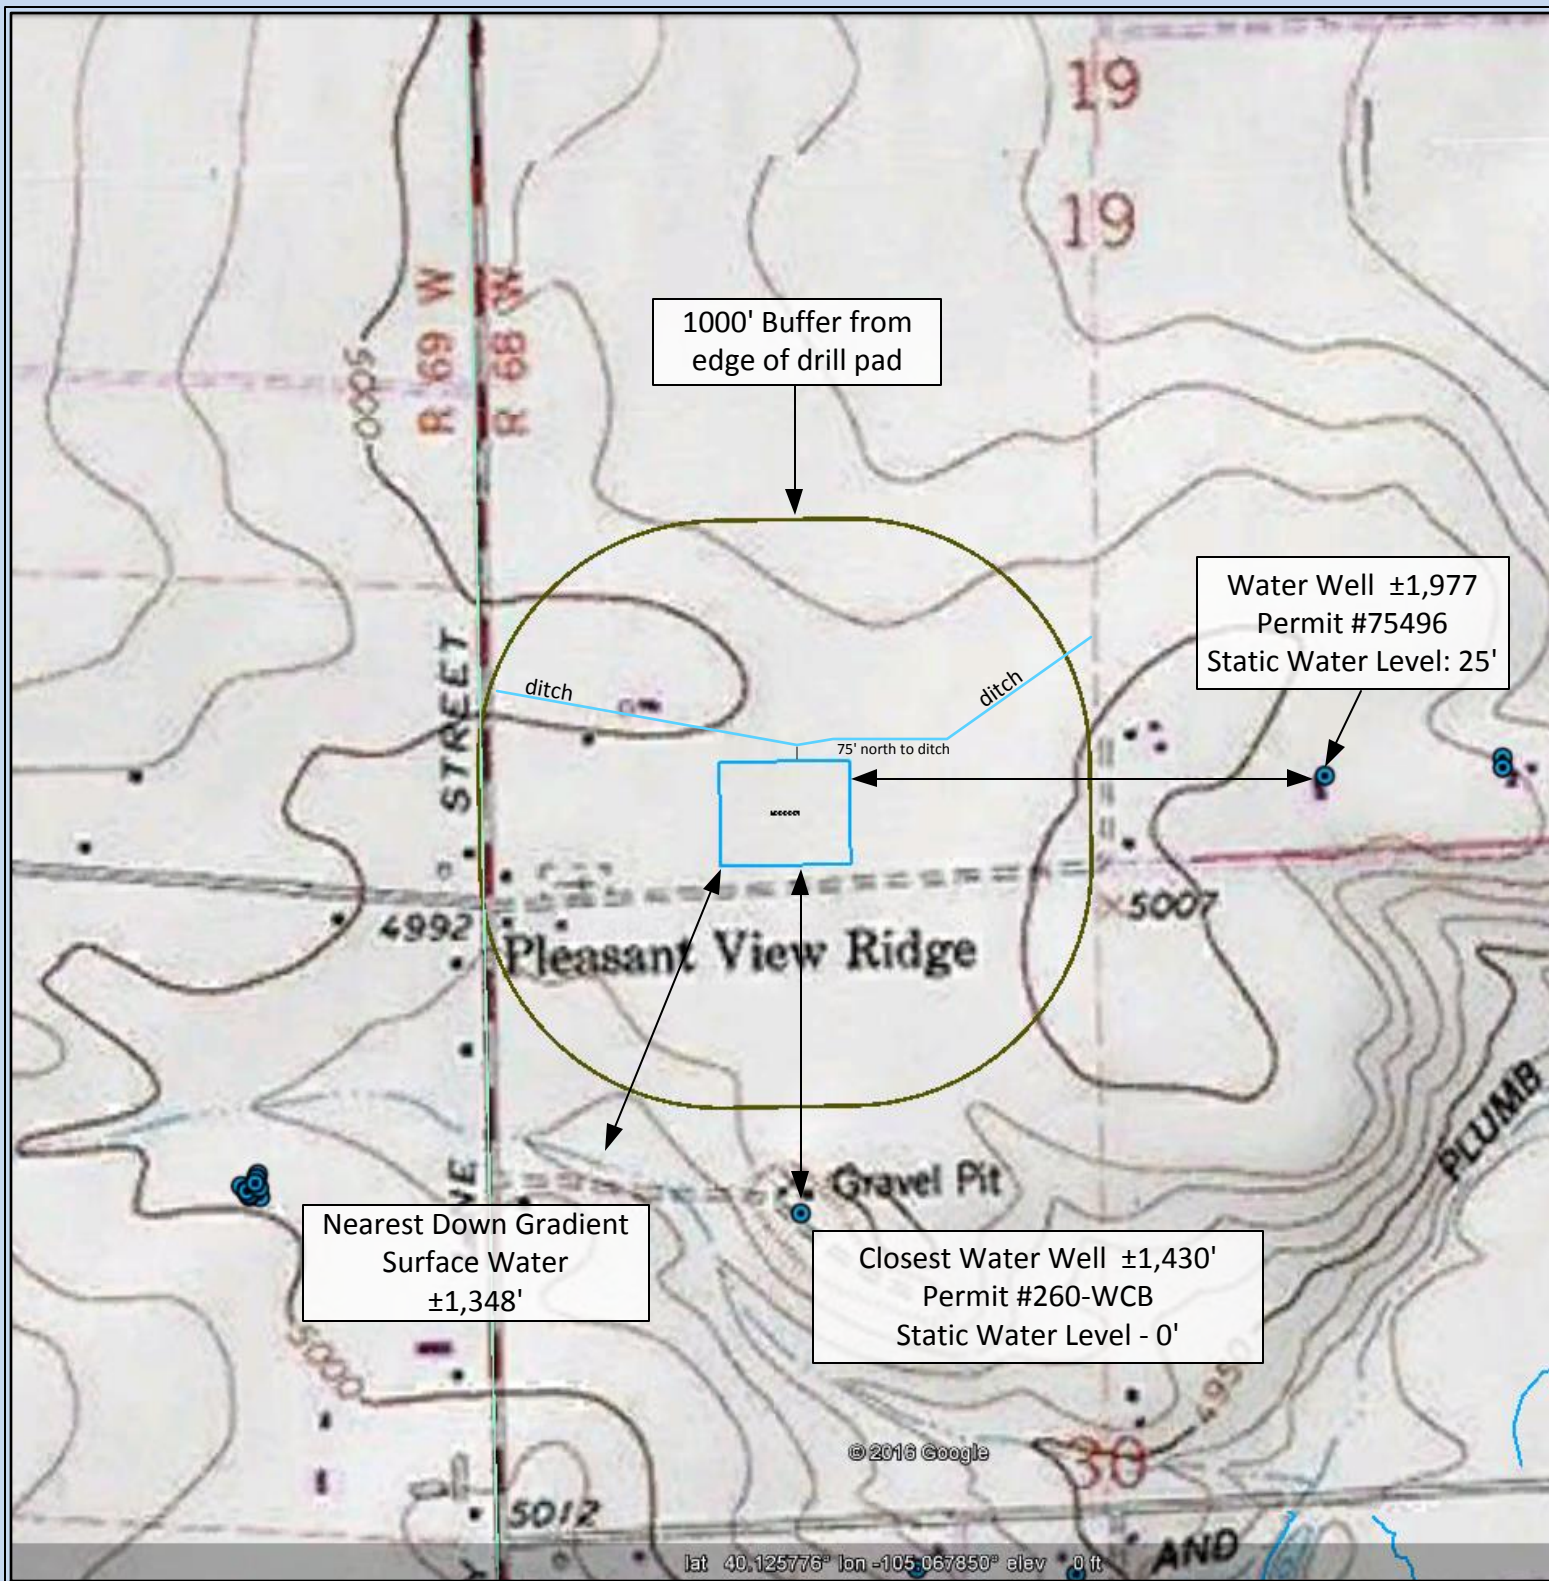 19
19
R 69 W
R 68 W
5000
1000' Buffer from
edge of drill pad
Water Well ±1,977
Permit #75496
Static Water Level: 25'
STREET
ditch
ditch
75' north to ditch
4992
5007
Pleasant View Ridge
PLUMB
Gravel Pit
Nearest Down Gradient
Surface Water
±1,348'
Closest Water Well ±1,430'
Permit #260-WCB
Static Water Level - 0'
5000
4950
© 2016 Google
30
5012
AND
lat 40.125776° lon -105.067850° elev 0 ft